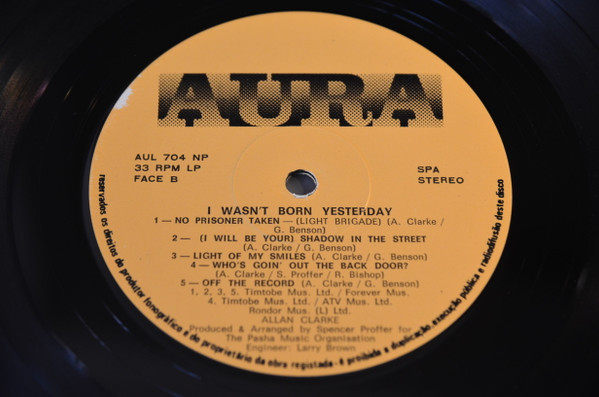 AURA
AUL 704 NP
33 RPM LP
FACE B
SPA
STEREO
I WASN'T BORN YESTERDAY
1 — NO PRISONER TAKEN — (LIGHT BRIGADE) (A. Clarke /
G. Benson)
2 — (I WILL BE YOUR) SHADOW IN THE STREET
(A. Clarke / G. Benson)
3 — LIGHT OF MY SMILES (A. Clarke / G. Benson)
4 — WHO'S GOIN' OUT THE BACK DOOR?
(A. Clarke / S. Proffer / R. Bishop)
5 — OFF THE RECORD (A. Clarke / G. Benson)
1, 2, 3, 5. Timtobe Mus. Ltd. / Forever Mus.
4. Timtobe Mus. Ltd. / ATV Mus. Ltd.
Rondor Mus. (L) Ltd.
ALLAN CLARKE
Produced & Arranged by Spencer Proffer for
The Pasha Music Organisation
Engineer: Larry Brown
reservados os direitos do produtor fonográfico e do proprietário da obra registada · é proibida a duplicação, execução pública e radiodifusão deste disco